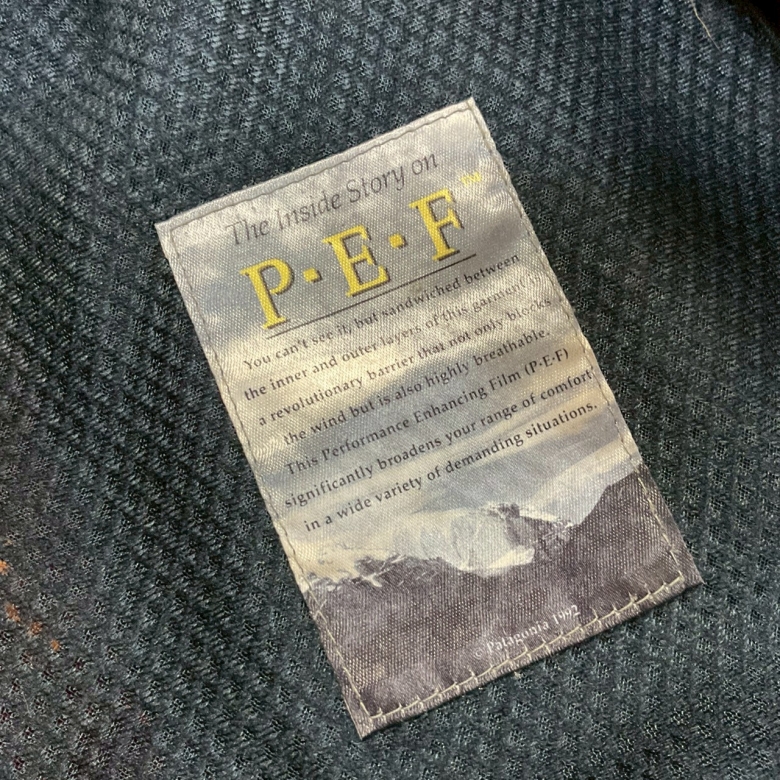 The Inside Story on
P·E·F™
You can't see it, but sandwiched between
the inner and outer layers of this garment is
a revolutionary barrier that not only blocks
the wind but is also highly breathable.
This Performance Enhancing Film (P·E·F)
significantly broadens your range of comfort
in a wide variety of demanding situations.
© Patagonia 1992